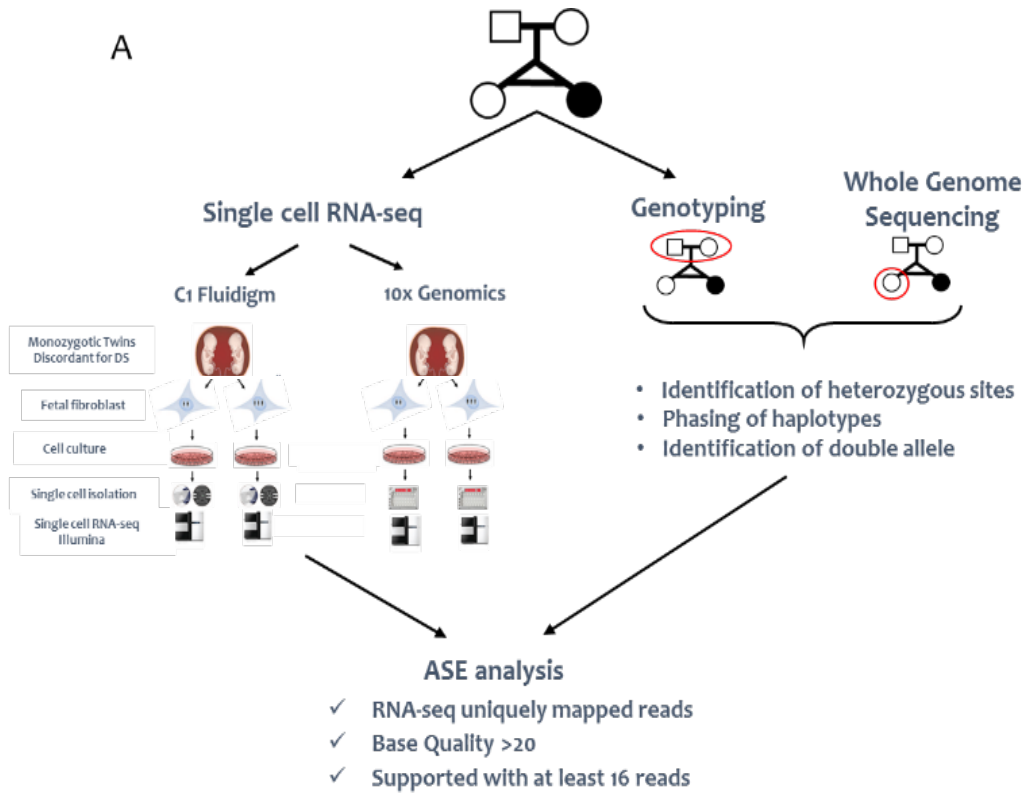 A
Single cell RNA-seq
Genotyping
Whole Genome
Sequencing
C1 Fluidigm
10x Genomics
Monozygotic Twins
Discordant for DS
Fetal fibroblast
Cell culture
Single cell isolation
Single cell RNA-seq
Illumina
• Identification of heterozygous sites
• Phasing of haplotypes
• Identification of double allele
ASE analysis
✓ RNA-seq uniquely mapped reads
✓ Base Quality >20
✓ Supported with at least 16 reads